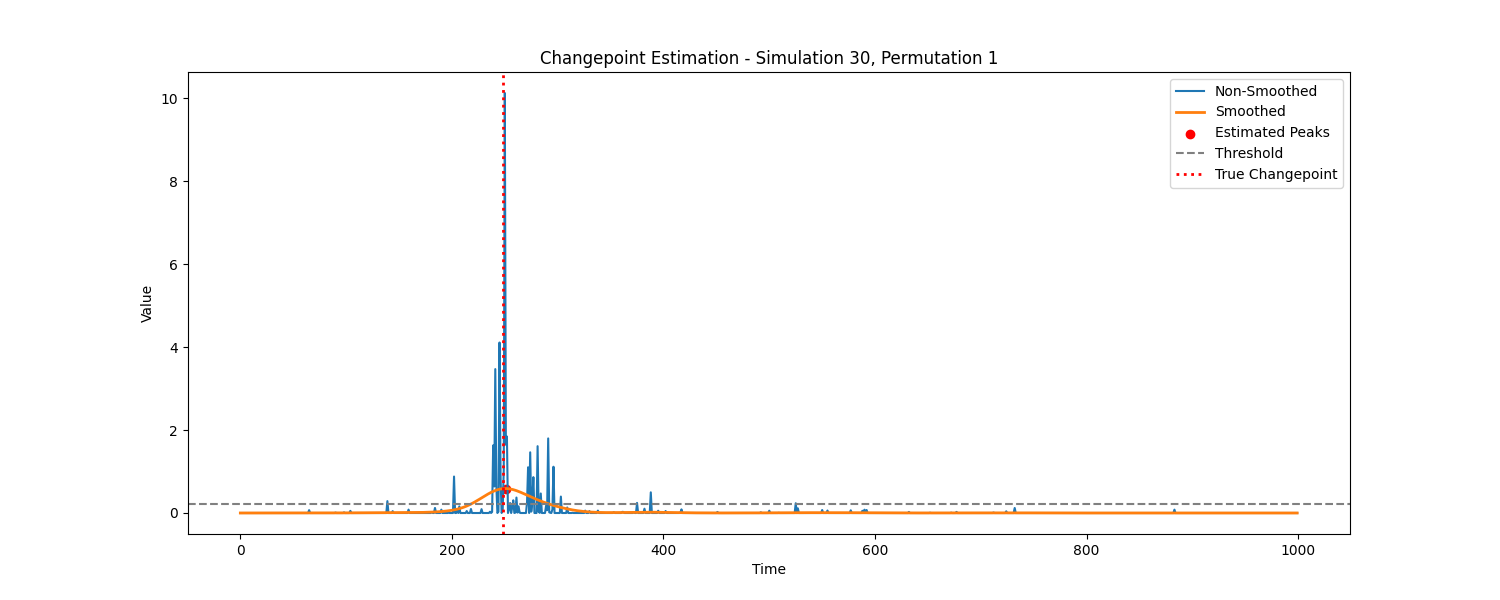 Changepoint Estimation - Simulation 30, Permutation 1
Non-Smoothed
Smoothed
Estimated Peaks
Threshold
True Changepoint
10
8
6
4
2
0
Value
0
200
400
600
800
1000
Time